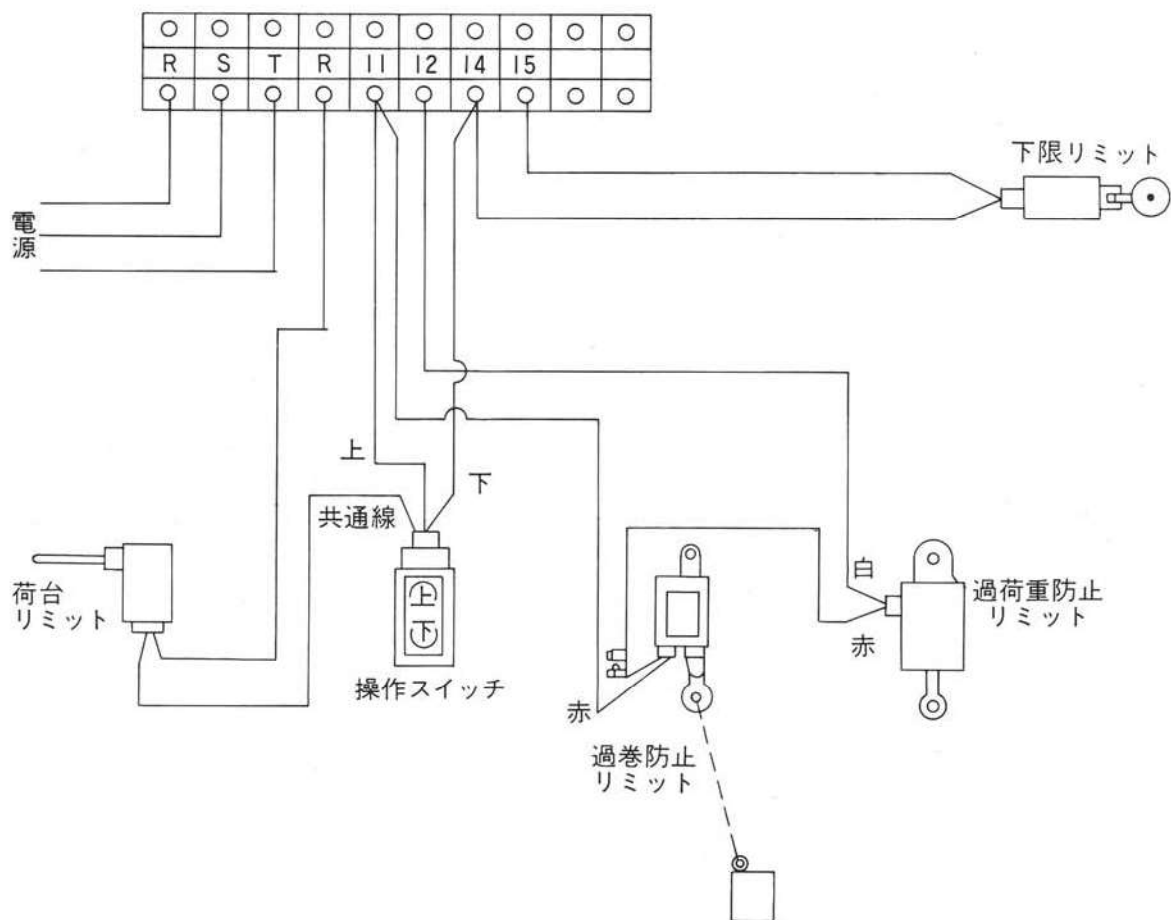 R S T R 11 12 14 15
下限リミット
電
源
上
下
共通線
荷台
リミット
上
下
操作スイッチ
白
赤
過荷重防止
リミット
赤
過巻防止
リミット